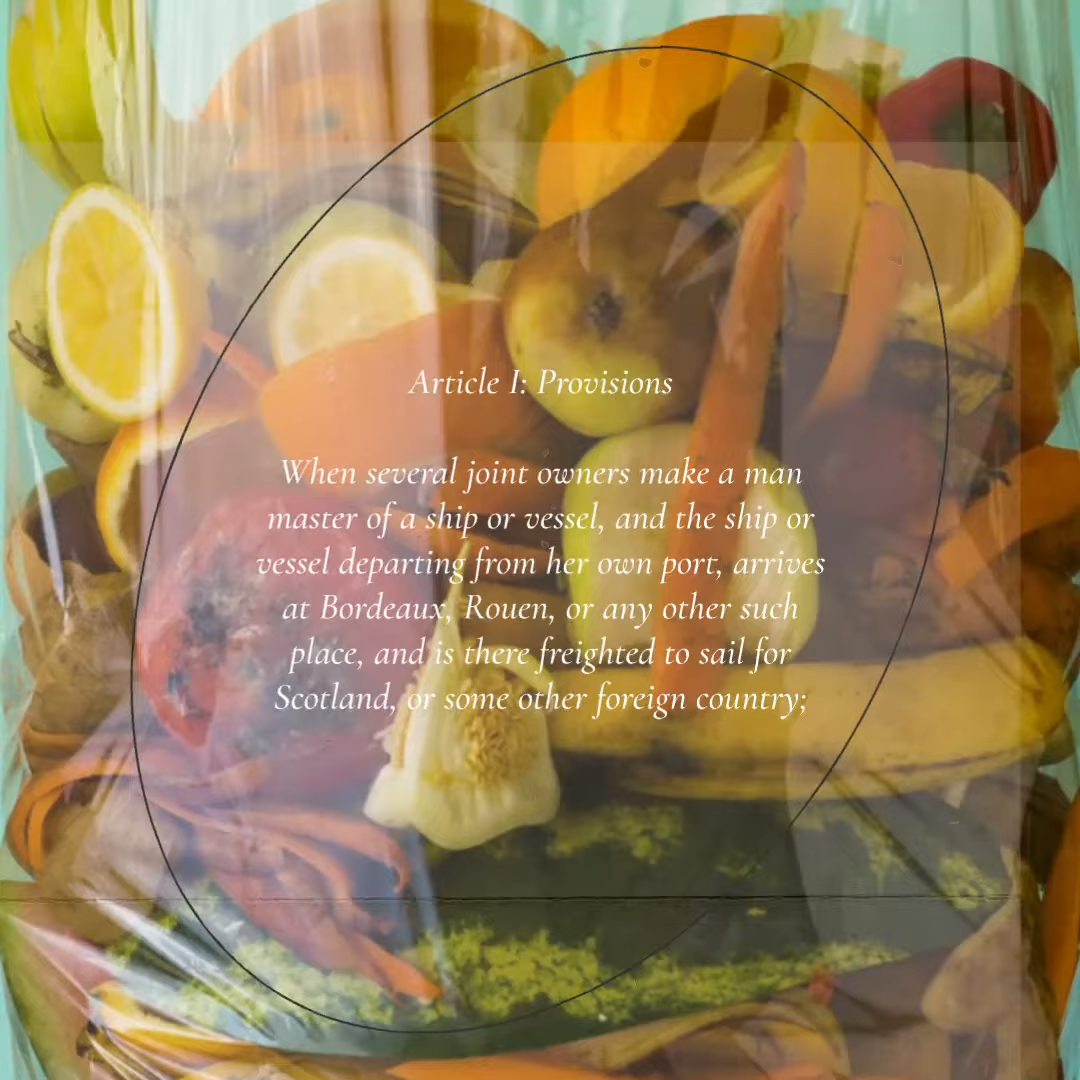 Article I: Provisions
When several joint owners make a man
master of a ship or vessel, and the ship or
vessel departing from her own port, arrives
at Bordeaux, Rouen, or any other such
place, and is there freighted to sail for
Scotland, or some other foreign country;